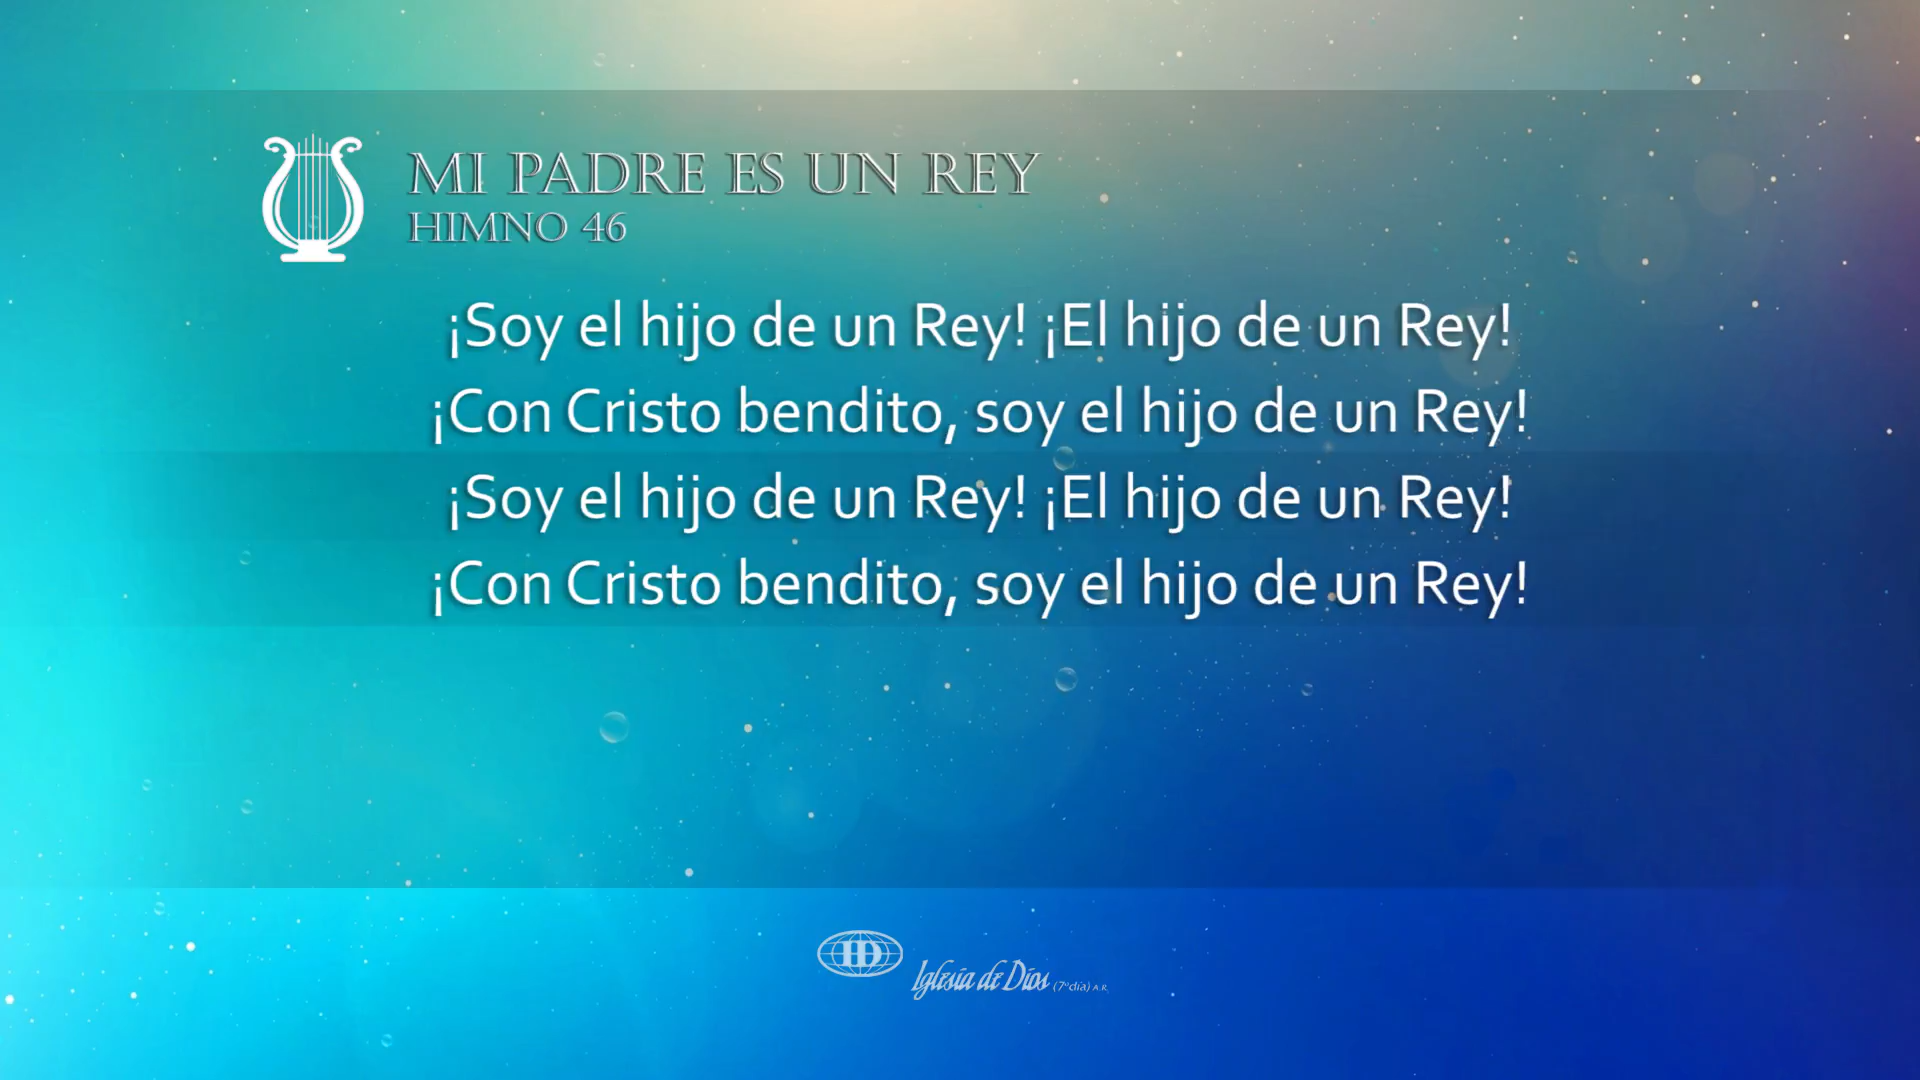 MI PADRE ES UN REY
HIMNO 46
¡Soy el hijo de un Rey! ¡El hijo de un Rey!
¡Con Cristo bendito, soy el hijo de un Rey!
¡Soy el hijo de un Rey! ¡El hijo de un Rey!
¡Con Cristo bendito, soy el hijo de un Rey!
ID Iglesia de Dios (7º día) A.R.